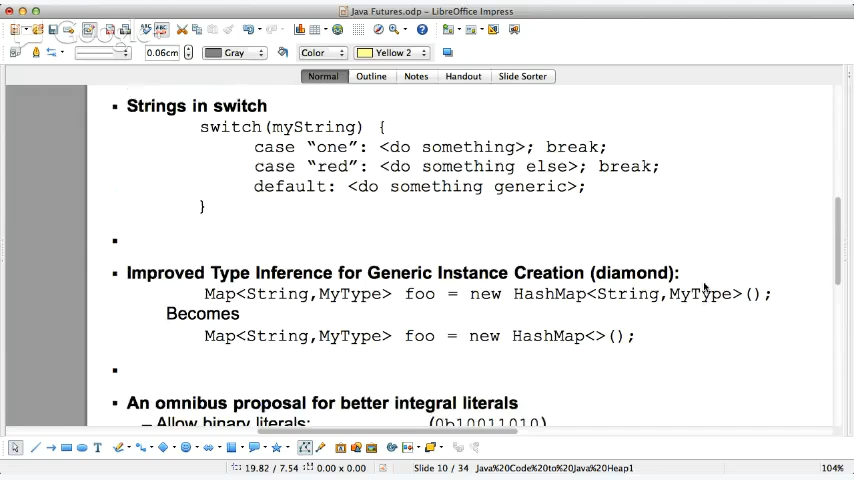 Java Futures.odp - LibreOffice Impress
0.06cm
Gray
Color
Yellow 2
Normal
Outline
Notes
Handout
Slide Sorter
▪ Strings in switch
switch(myString) {
case “one”: <do something>; break;
case “red”: <do something else>; break;
default: <do something generic>;
}
▪ Improved Type Inference for Generic Instance Creation (diamond):
Map<String,MyType> foo = new HashMap<String,MyType>();
Becomes
Map<String,MyType> foo = new HashMap<>();
▪ An omnibus proposal for better integral literals
– Allow binary literals: (0b10011010)
19.82 / 7.54
0.00 x 0.00
Slide 10 / 34
Java%20Code%20to%20Java%20Heap1
104%